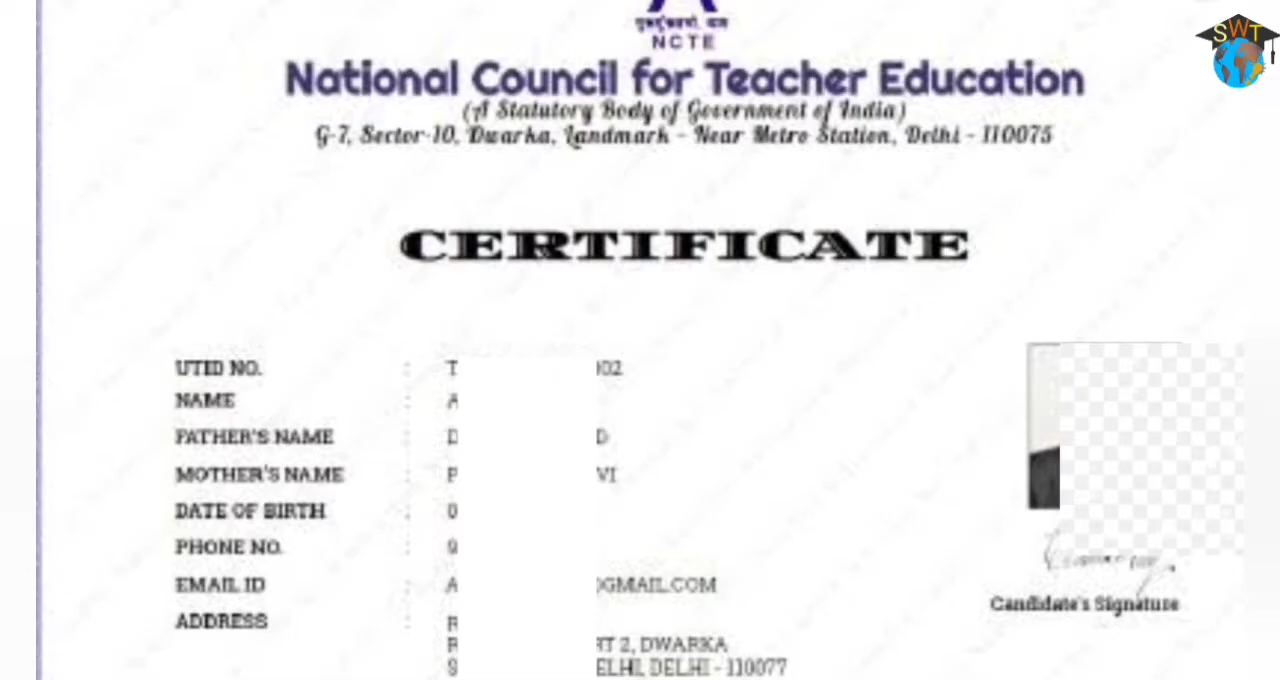 SWT
NCTE
National Council for Teacher Education
(A Statutory Body of Government of India)
G-7, Sector-10, Dwarka, Landmark - Near Metro Station, Delhi - 110075
CERTIFICATE
UTID NO. : T 002
NAME : A
FATHER'S NAME : D D
MOTHER'S NAME : P VI
DATE OF BIRTH : 0
PHONE NO. : 9
EMAIL ID : A @GMAIL.COM
ADDRESS : R
R RT 2, DWARKA
S ELHI, DELHI - 110077
Candidate's Signature